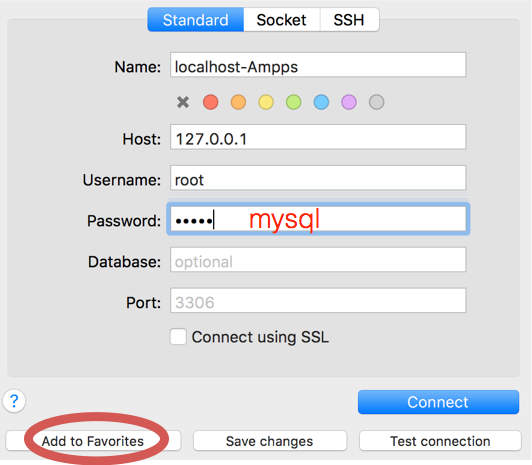 Standard Socket SSH
Name: localhost-Ampps
Host: 127.0.0.1
Username: root
Password: ••••• mysql
Database: optional
Port: 3306
Connect using SSL
? Connect
Add to Favorites Save changes Test connection